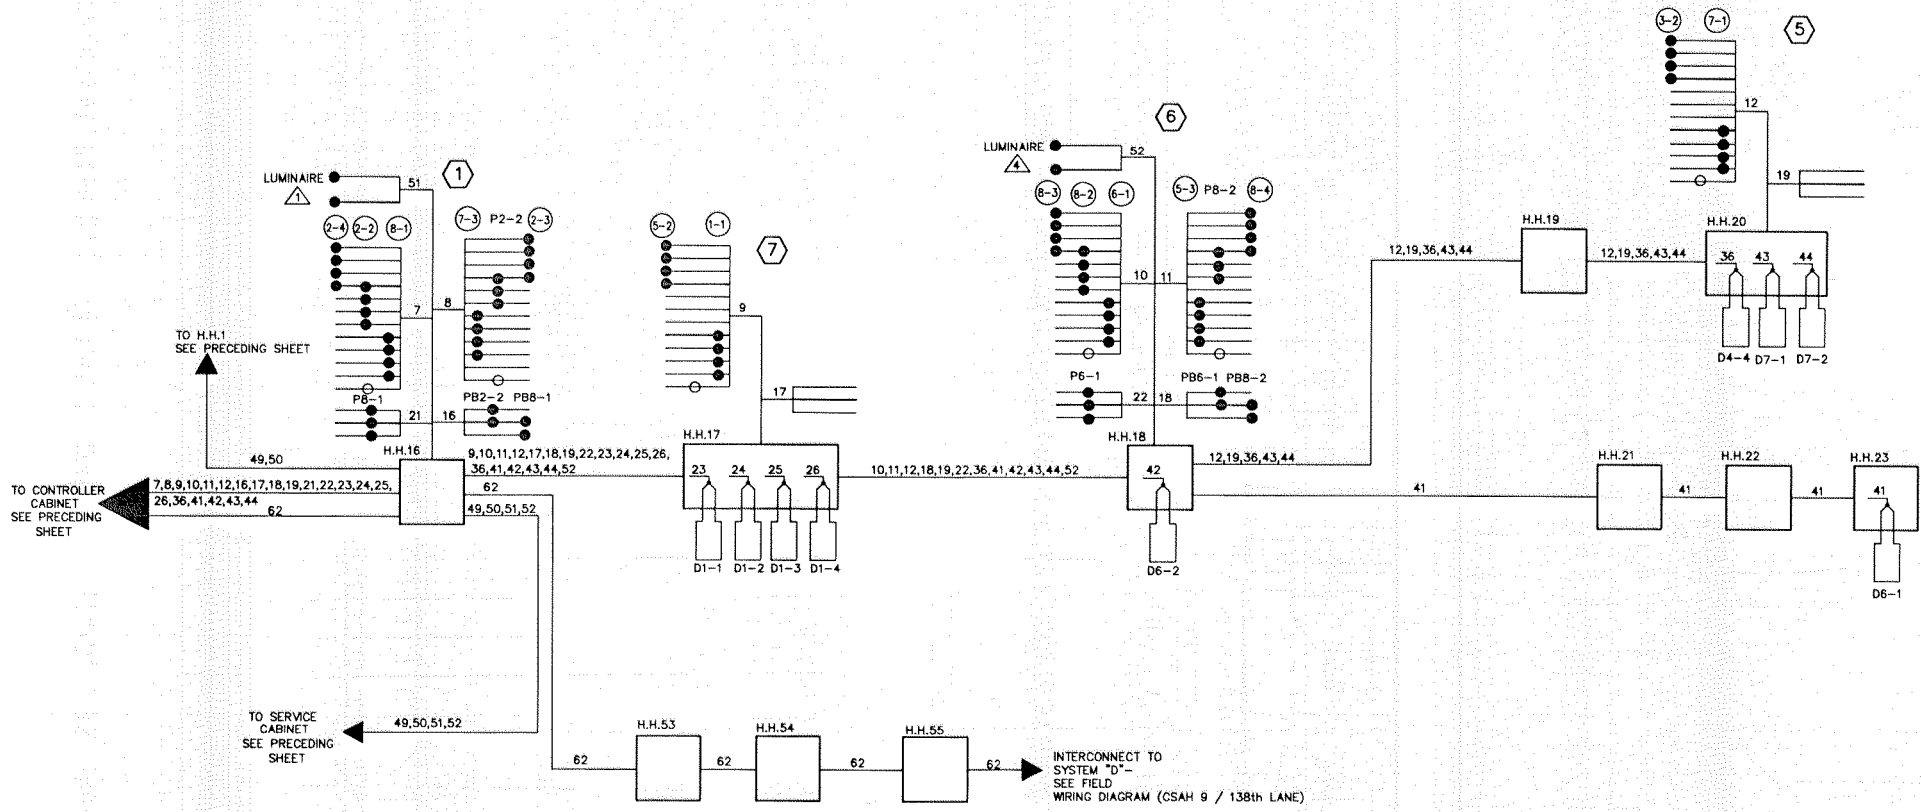 3-2 7-1 5
12
19
6
LUMINAIRE 52
4
8-3 8-2 6-1 5-3 P8-2 8-4
10 11
P6-1 PB6-1 PB8-2
22 18
LUMINAIRE 51 1
1
2-4 2-2 8-1 7-3 P2-2 2-3
7 8
P8-1 PB2-2 PB8-1
21 16
5-2 1-1 7
9
17
TO H.H.1
SEE PRECEDING SHEET
H.H.16
49,50
TO CONTROLLER
CABINET
SEE PRECEDING
SHEET
7,8,9,10,11,12,16,17,18,19,21,22,23,24,25,
26,36,41,42,43,44
62
9,10,11,12,17,18,19,22,23,24,25,26,
36,41,42,43,44,52
62
49,50,51,52
H.H.17
23 24 25 26
D1-1 D1-2 D1-3 D1-4
10,11,12,18,19,22,36,41,42,43,44,52
H.H.18
42
D6-2
12,19,36,43,44
12,19,36,43,44
H.H.19
12,19,36,43,44
H.H.20
36 43 44
D4-4 D7-1 D7-2
41
H.H.21
41
H.H.22
41
H.H.23
41
D6-1
TO SERVICE
CABINET
SEE PRECEDING
SHEET
49,50,51,52
62
H.H.53
62
H.H.54
62
H.H.55
62
INTERCONNECT TO
SYSTEM "D"-
SEE FIELD
WIRING DIAGRAM (CSAH 9 / 138th LANE)